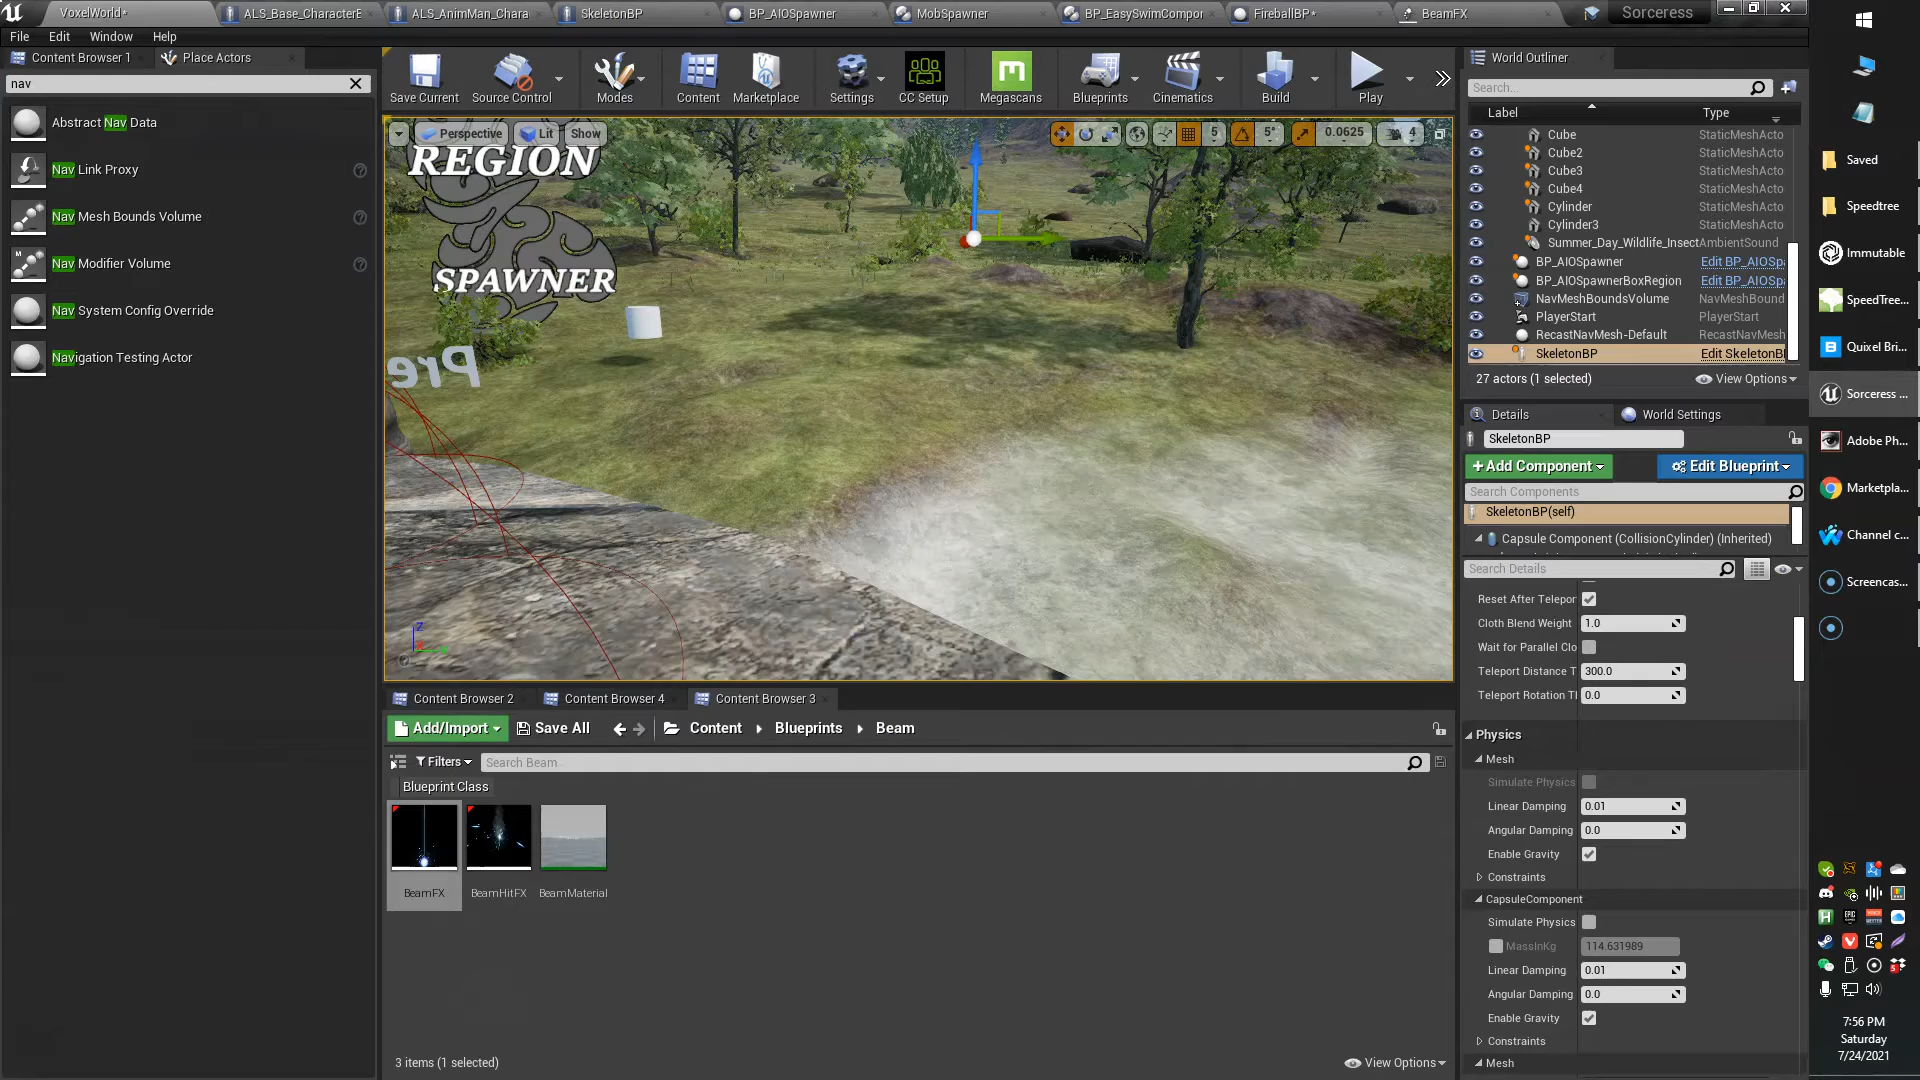 VoxelWorld*
ALS_Base_CharacterE
ALS_AnimMan_Chara
SkeletonBP
BP_AIOSpawner
MobSpawner
BP_EasySwimCompor
FireballBP*
BeamFX
Sorceress
File
Edit
Window
Help
Content Browser 1
Place Actors
nav
Abstract Nav Data
Nav Link Proxy
Nav Mesh Bounds Volume
Nav Modifier Volume
Nav System Config Override
Navigation Testing Actor
Save Current
Source Control
Modes
Content
Marketplace
Settings
CC Setup
Megascans
Blueprints
Cinematics
Build
Play
Perspective
Lit
Show
5
5°
0.0625
4
REGION
SPAWNER
Pre
Z
World Outliner
Search...
Label
Type
Cube StaticMeshActo
Cube2 StaticMeshActo
Cube3 StaticMeshActo
Cube4 StaticMeshActo
Cylinder StaticMeshActo
Cylinder3 StaticMeshActo
Summer_Day_Wildlife_Insect AmbientSound
BP_AIOSpawner Edit BP_AIOSp
BP_AIOSpawnerBoxRegion Edit BP_AIOSp
NavMeshBoundsVolume NavMeshBound
PlayerStart PlayerStart
RecastNavMesh-Default RecastNavMesh
SkeletonBP Edit SkeletonB
27 actors (1 selected)
View Options
Details
World Settings
SkeletonBP
+Add Component
Edit Blueprint
Search Components
SkeletonBP(self)
Capsule Component (CollisionCylinder) (Inherited)
Search Details
Reset After Telepor
Cloth Blend Weight 1.0
Wait for Parallel Clo
Teleport Distance T 300.0
Teleport Rotation Tl 0.0
Physics
Mesh
Simulate Physics
Linear Damping 0.01
Angular Damping 0.0
Enable Gravity
Constraints
CapsuleComponent
Simulate Physics
MassInKg 114.631989
Linear Damping 0.01
Angular Damping 0.0
Enable Gravity
Constraints
Mesh
Content Browser 2
Content Browser 4
Content Browser 3
Add/Import
Save All
Content
Blueprints
Beam
Filters
Search Beam
Blueprint Class
BeamFX
BeamHitFX
BeamMaterial
3 items (1 selected)
View Options
Saved
Speedtree
Immutable
SpeedTree...
Quixel Bri...
Sorceress ...
Adobe Ph...
Marketpla...
Channel c...
Screencas...
7:56 PM
Saturday
7/24/2021